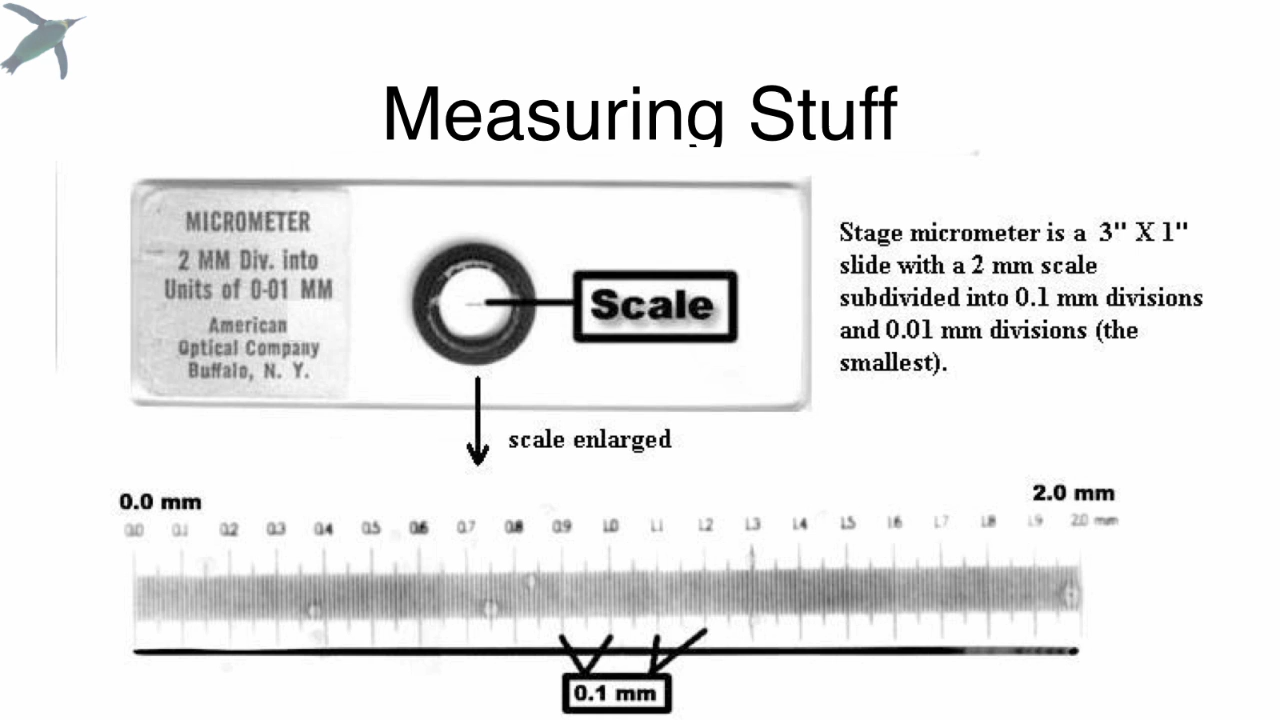 Measuring Stuff
MICROMETER
2 MM Div. into
Units of 0-01 MM
American
Optical Company
Buffalo, N. Y.
Scale
Stage micrometer is a 3" X 1"
slide with a 2 mm scale
subdivided into 0.1 mm divisions
and 0.01 mm divisions (the
smallest).
scale enlarged
0.0 mm
2.0 mm
0.0 0.1 0.2 0.3 0.4 0.5 0.6 0.7 0.8 0.9 1.0 1.1 1.2 1.3 1.4 1.5 1.6 1.7 1.8 1.9 2.0 mm
0.1 mm